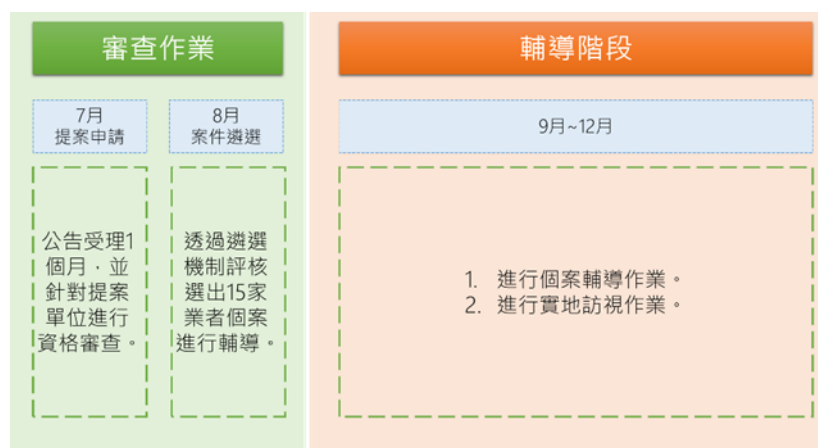 審查作業
輔導階段
7月
提案申請
8月
案件遴選
9月~12月
公告受理1
個月，並
針對提案
單位進行
資格審查。
透過遴選
機制評核
選出15家
業者個案
進行輔導。
1. 進行個案輔導作業。
2. 進行實地訪視作業。